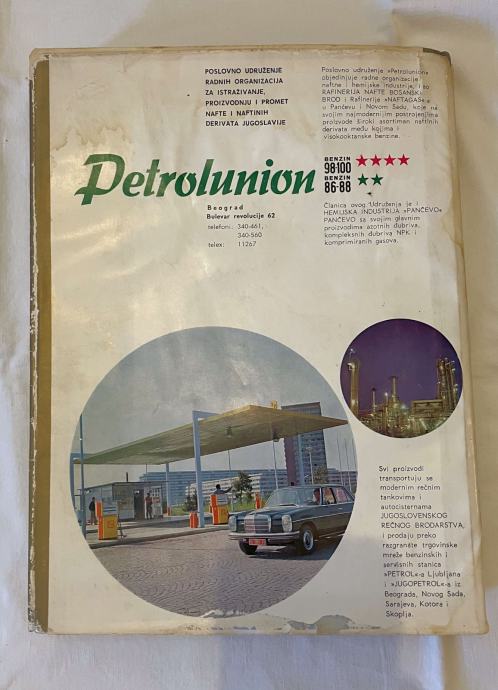 POSLOVNO UDRUŽENJE
RADNIH ORGANIZACIJA
ZA ISTRAŽIVANJE,
PROIZVODNJU I PROMET
NAFTE I NAFTINIH
DERIVATA JUGOSLAVIJE
Poslovno udruženje »Petrolunion«
objedinjuje radne organizacije
naftne i hemijske industrije, i to
RAFINERIJA NAFTE BOSANSKI
BROD i Rafinerije »NAFTAGAS«-a
u Pančevu i Novom Sadu, koje na
svojim najmodernijim postrojenjima
proizvode široki asortiman naftinih
derivata među kojima i
visokooktanske benzine.
Petrolunion
BENZIN
98-100
BENZIN
86-88
Beograd
Bulevar revolucije 62
telefoni: 340-461,
340-560
telex: 11267
Članica ovog Udruženja je i
HEMIJSKA INDUSTRIJA »PANČEVO«
PANČEVO sa svojim glavnim
proizvodima azotnih đubriva,
kompleksnih đubriva NPK i
komprimiranih gasova.
Svi proizvodi
transportuju se
modernim rečnim
tankovima i
autocisternama
JUGOSLOVENSKOG
REČNOG BRODARSTVA,
i prodaju preko
razgranate trgovinske
mreže benzinskih i
servisnih stanica
»PETROL«-a Ljubljana
i »JUGOPETROL«-a iz
Beograda, Novog Sada,
Sarajeva, Kotora i
Skoplja.